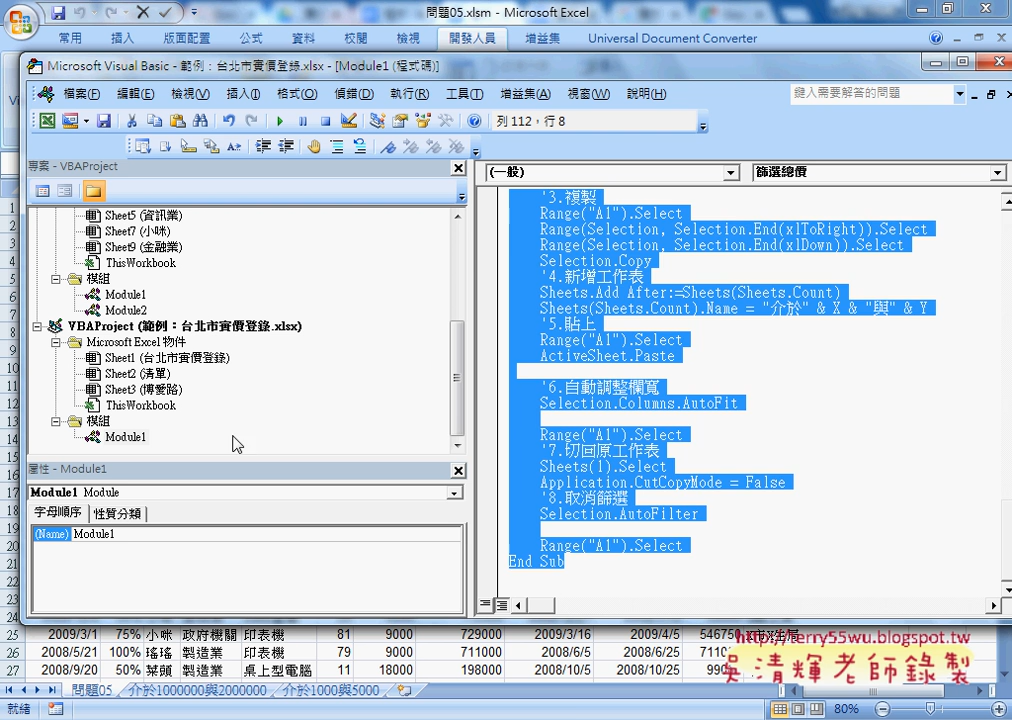 問題05.xlsm - Microsoft Excel
常用 插入 版面配置 公式 資料 校閱 檢視 開發人員 增益集 Universal Document Converter
Microsoft Visual Basic - 範例：台北市實價登錄.xlsx - [Module1 (程式碼)]
檔案(F) 編輯(E) 檢視(V) 插入(I) 格式(O) 偵錯(D) 執行(R) 工具(T) 增益集(A) 視窗(W) 說明(H) 鍵入需要解答的問題
列 112，行 8
專案 - VBAProject
(一般) 篩選總價
Sheet5 (資訊業)
Sheet7 (小咪)
Sheet9 (金融業)
ThisWorkbook
模組
Module1
Module2
VBAProject (範例：台北市實價登錄.xlsx)
Microsoft Excel 物件
Sheet1 (台北市實價登錄)
Sheet2 (清單)
Sheet3 (博愛路)
ThisWorkbook
模組
Module1
屬性 - Module1
Module1 Module
字母順序 性質分類
(Name) Module1
'3.複製
Range("A1").Select
Range(Selection, Selection.End(xlToRight)).Select
Range(Selection, Selection.End(xlDown)).Select
Selection.Copy
'4.新增工作表
Sheets.Add After:=Sheets(Sheets.Count)
Sheets(Sheets.Count).Name = "介於" & X & "與" & Y
'5.貼上
Range("A1").Select
ActiveSheet.Paste
'6.自動調整欄寬
Selection.Columns.AutoFit
Range("A1").Select
'7.切回原工作表
Sheets(1).Select
Application.CutCopyMode = False
'8.取消篩選
Selection.AutoFilter
Range("A1").Select
End Sub
25 2009/3/1 75% 小咪 政府機關 印表機 81 9000 729000 2009/3/16 2009/4/5 546750
26 2008/5/21 100% 瑤瑤 製造業 印表機 79 9000 711000 2008/6/5 2008/6/25
27 2008/9/20 50% 菜頭 製造業 桌上型電腦 11 18000 198000 2008/10/5 2008/10/25
http://terry55wu.blogspot.tw
吳清輝老師錄製
問題05 介於1000000與2000000 介於1000與5000
就緒 80%